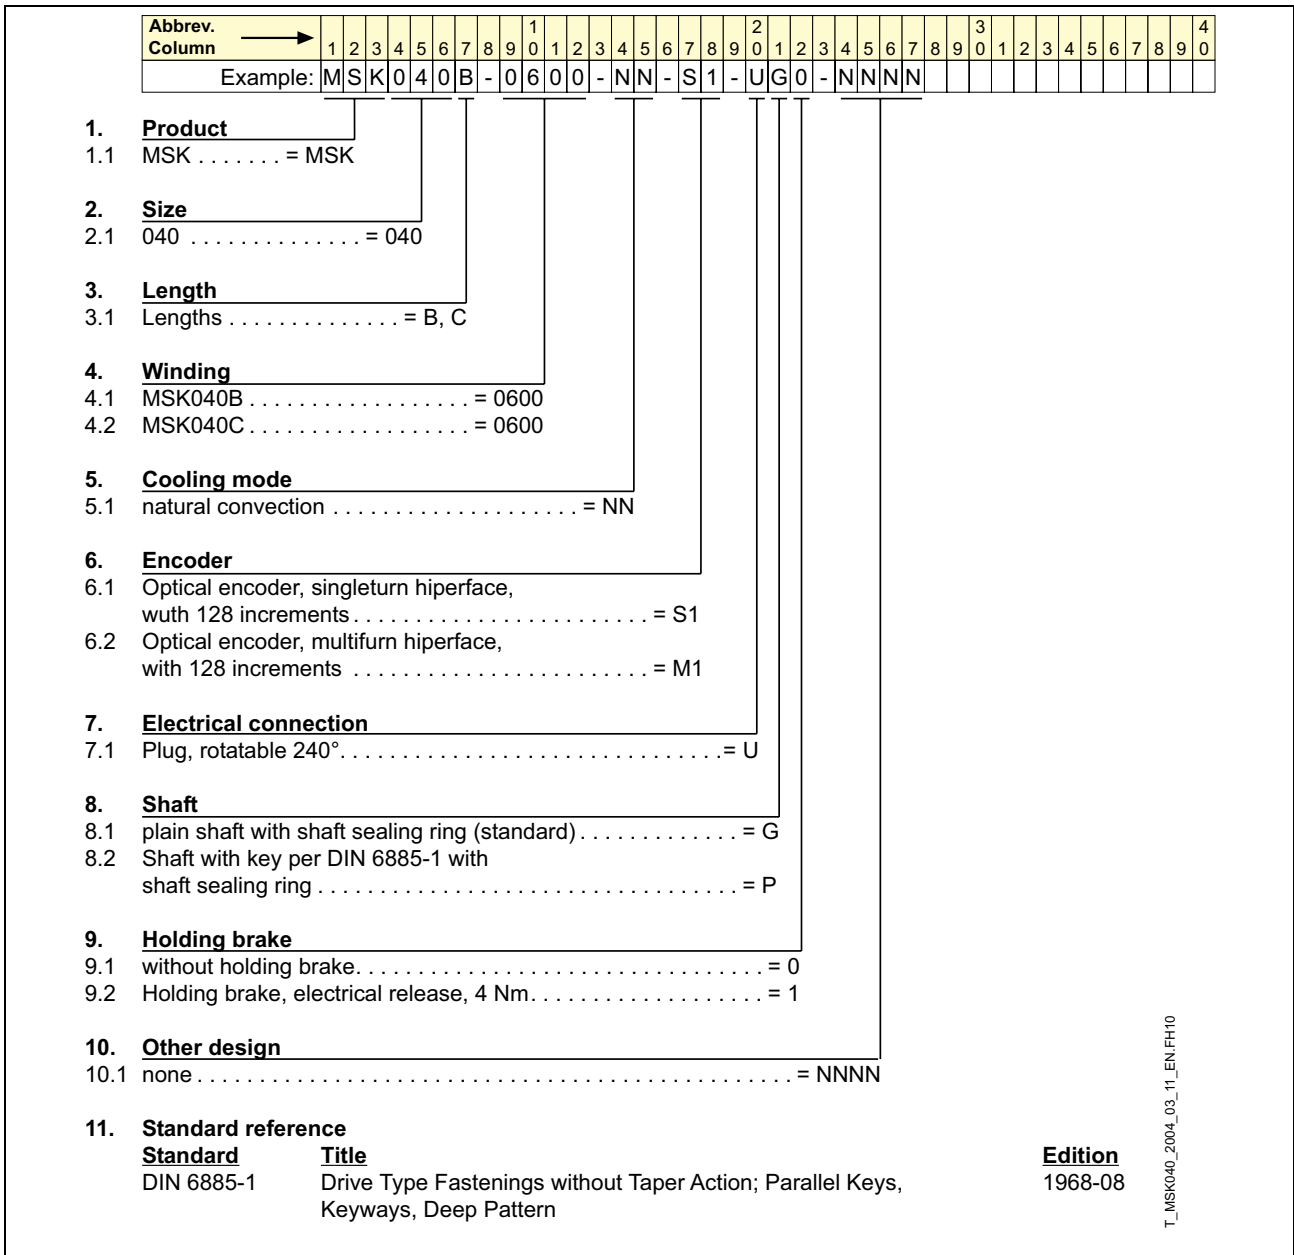 Abbrev.
Column
1 2 3 4 5 6 7 8 9 1 0 1 2 3 4 5 6 7 8 9 2 0 1 2 3 4 5 6 7 8 9 3 0 1 2 3 4 5 6 7 8 9 4 0
Example: M S K 0 4 0 B - 0 6 0 0 - N N - S 1 - U G 0 - N N N N
1. Product
1.1 MSK . . . . . . . = MSK
2. Size
2.1 040 . . . . . . . . . . . . . . = 040
3. Length
3.1 Lengths . . . . . . . . . . . . . . = B, C
4. Winding
4.1 MSK040B . . . . . . . . . . . . . . . . . . = 0600
4.2 MSK040C . . . . . . . . . . . . . . . . . . = 0600
5. Cooling mode
5.1 natural convection . . . . . . . . . . . . . . . . . . . . = NN
6. Encoder
6.1 Optical encoder, singleturn hiperface,
wuth 128 increments . . . . . . . . . . . . . . . . . . . . . . . . = S1
6.2 Optical encoder, multifurn hiperface,
with 128 increments . . . . . . . . . . . . . . . . . . . . . . . . = M1
7. Electrical connection
7.1 Plug, rotatable 240°. . . . . . . . . . . . . . . . . . . . . . . . . . . . . . . = U
8. Shaft
8.1 plain shaft with shaft sealing ring (standard) . . . . . . . . . . . . . = G
8.2 Shaft with key per DIN 6885-1 with
shaft sealing ring . . . . . . . . . . . . . . . . . . . . . . . . . . . . . . . . . . = P
9. Holding brake
9.1 without holding brake. . . . . . . . . . . . . . . . . . . . . . . . . . . . . . . . . = 0
9.2 Holding brake, electrical release, 4 Nm. . . . . . . . . . . . . . . . . . . = 1
10. Other design
10.1 none . . . . . . . . . . . . . . . . . . . . . . . . . . . . . . . . . . . . . . . . . . . . . . . . = NNNN
11. Standard reference
Standard Title Edition
DIN 6885-1 Drive Type Fastenings without Taper Action; Parallel Keys, 1968-08
Keyways, Deep Pattern
T_MSK040_2004_03_11_EN.FH10